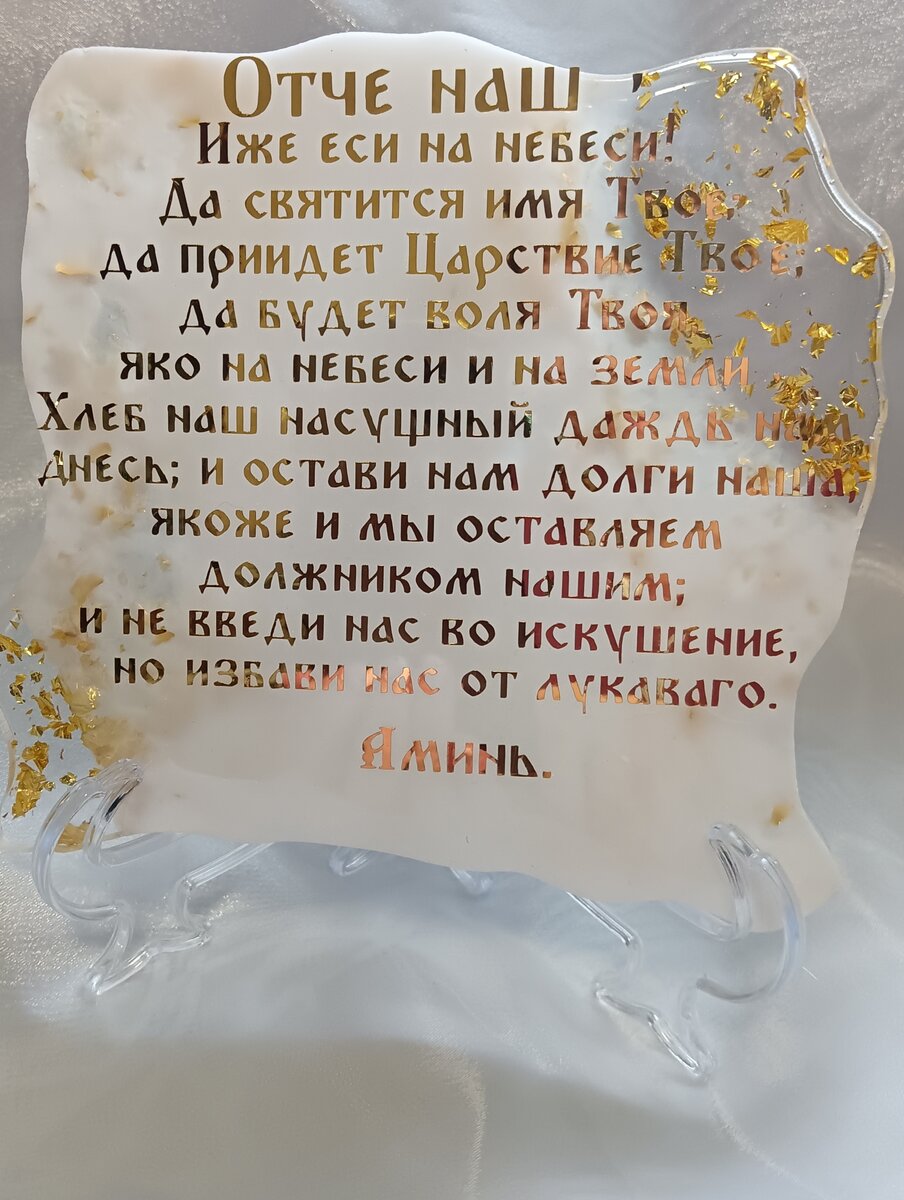 Отче наш,
Иже еси на небеси!
Да святится имя Твое;
да приидет Царствие Твое;
да будет воля Твоя
яко на небеси и на земли
Хлеб наш насущный даждь нам
днесь; и остави нам долги наша,
якоже и мы оставляем
должником нашим;
и не введи нас во искушение,
но избави нас от лукаваго.
Аминь.